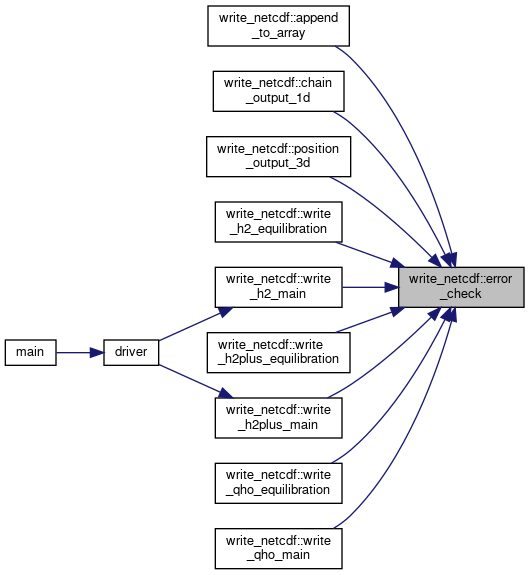 write_netcdf::append
_to_array
write_netcdf::chain
_output_1d
write_netcdf::position
_output_3d
write_netcdf::write
_h2_equilibration
write_netcdf::error
_check
write_netcdf::write
_h2_main
main
driver
write_netcdf::write
_h2plus_equilibration
write_netcdf::write
_h2plus_main
write_netcdf::write
_qho_equilibration
write_netcdf::write
_qho_main